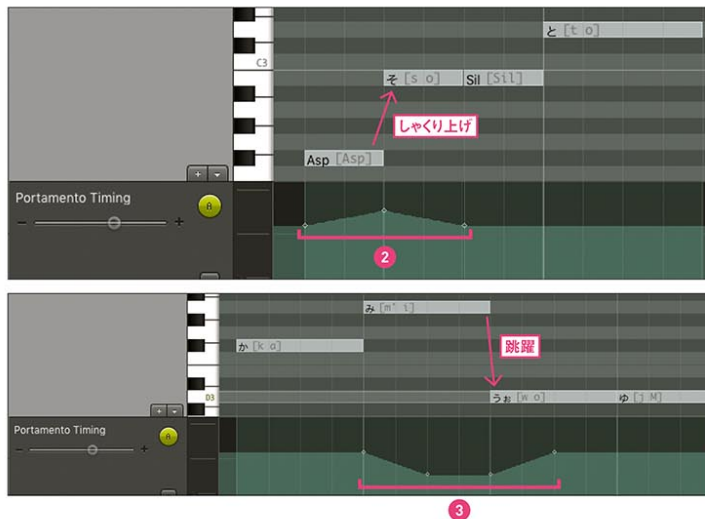 と [t o]
C3
そ [s o]
Sil [Sil]
しゃくり上げ
Asp [Asp]
+ -
Portamento Timing
A
- +
2
み [m' i]
か [k a]
跳躍
D3
うぉ [w o]
ゆ [j M]
+ -
Portamento Timing
A
- +
3